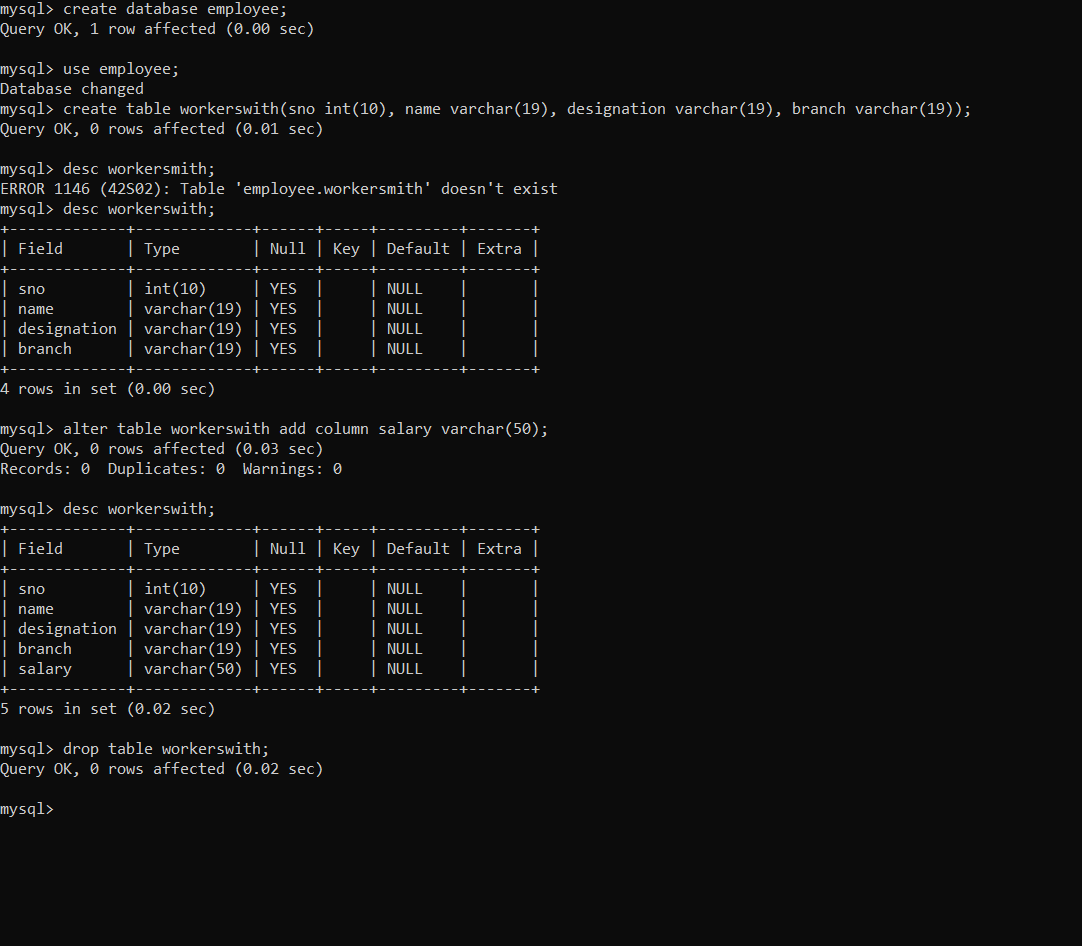 mysql> create database employee;
Query OK, 1 row affected (0.00 sec)

mysql> use employee;
Database changed
mysql> create table workerswith(sno int(10), name varchar(19), designation varchar(19), branch varchar(19));
Query OK, 0 rows affected (0.01 sec)

mysql> desc workersmith;
ERROR 1146 (42S02): Table 'employee.workersmith' doesn't exist
mysql> desc workerswith;
+-------------+-------------+------+-----+---------+-------+
| Field       | Type        | Null | Key | Default | Extra |
+-------------+-------------+------+-----+---------+-------+
| sno         | int(10)     | YES  |     | NULL    |       |
| name        | varchar(19) | YES  |     | NULL    |       |
| designation | varchar(19) | YES  |     | NULL    |       |
| branch      | varchar(19) | YES  |     | NULL    |       |
+-------------+-------------+------+-----+---------+-------+
4 rows in set (0.00 sec)

mysql> alter table workerswith add column salary varchar(50);
Query OK, 0 rows affected (0.03 sec)
Records: 0  Duplicates: 0  Warnings: 0

mysql> desc workerswith;
+-------------+-------------+------+-----+---------+-------+
| Field       | Type        | Null | Key | Default | Extra |
+-------------+-------------+------+-----+---------+-------+
| sno         | int(10)     | YES  |     | NULL    |       |
| name        | varchar(19) | YES  |     | NULL    |       |
| designation | varchar(19) | YES  |     | NULL    |       |
| branch      | varchar(19) | YES  |     | NULL    |       |
| salary      | varchar(50) | YES  |     | NULL    |       |
+-------------+-------------+------+-----+---------+-------+
5 rows in set (0.02 sec)

mysql> drop table workerswith;
Query OK, 0 rows affected (0.02 sec)

mysql>